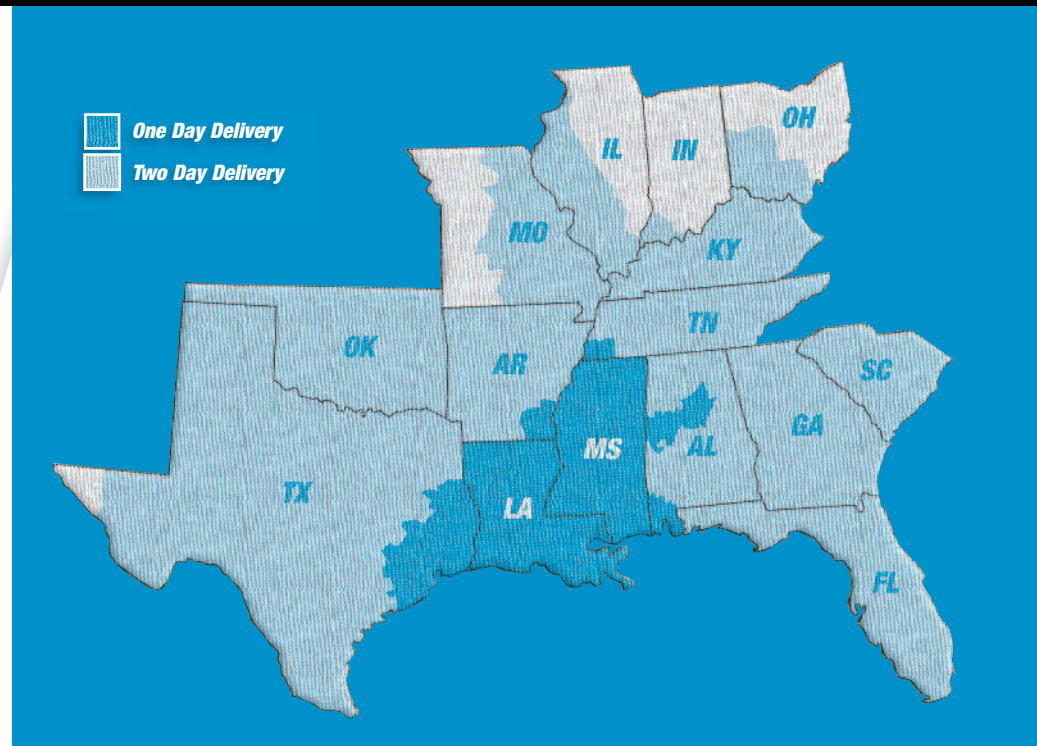 One Day Delivery
Two Day Delivery
OH
IL
IN
MO
KY
TN
OK
AR
SC
GA
MS
AL
TX
LA
FL